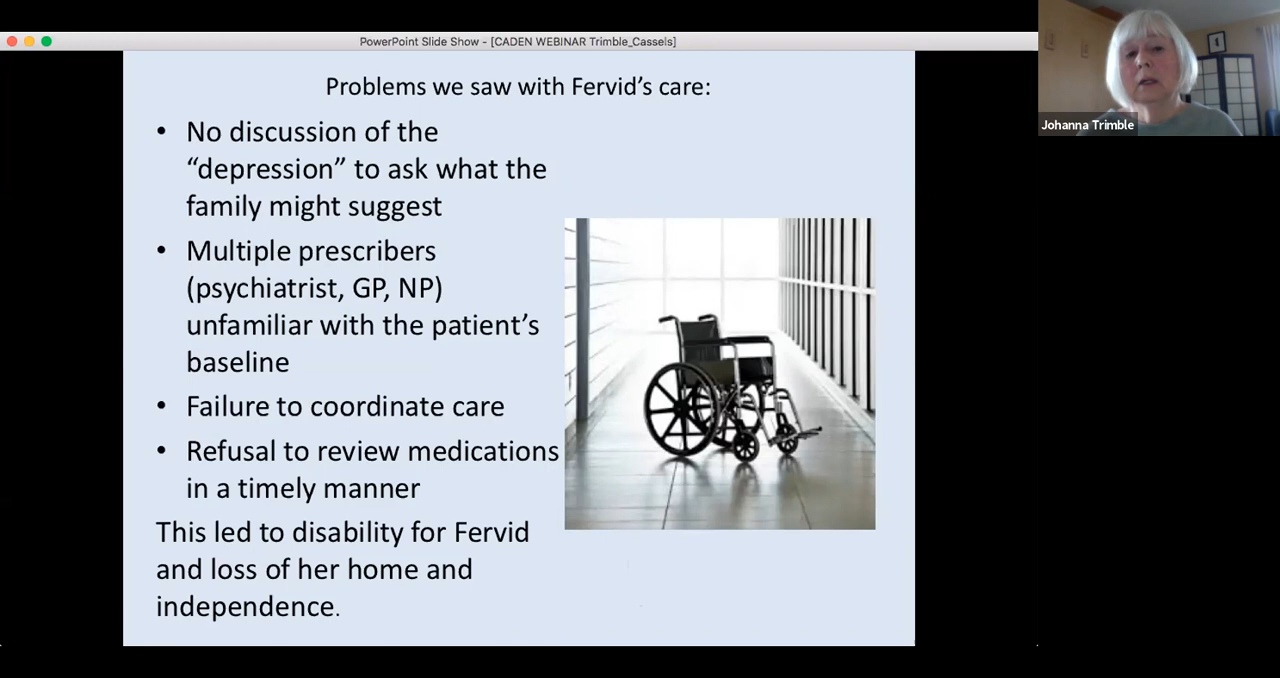 PowerPoint Slide Show - [CADEN WEBINAR Trimble_Cassels]
Johanna Trimble
Problems we saw with Fervid’s care:
• No discussion of the
“depression” to ask what the
family might suggest
• Multiple prescribers
(psychiatrist, GP, NP)
unfamiliar with the patient’s
baseline
• Failure to coordinate care
• Refusal to review medications
in a timely manner
This led to disability for Fervid
and loss of her home and
independence.